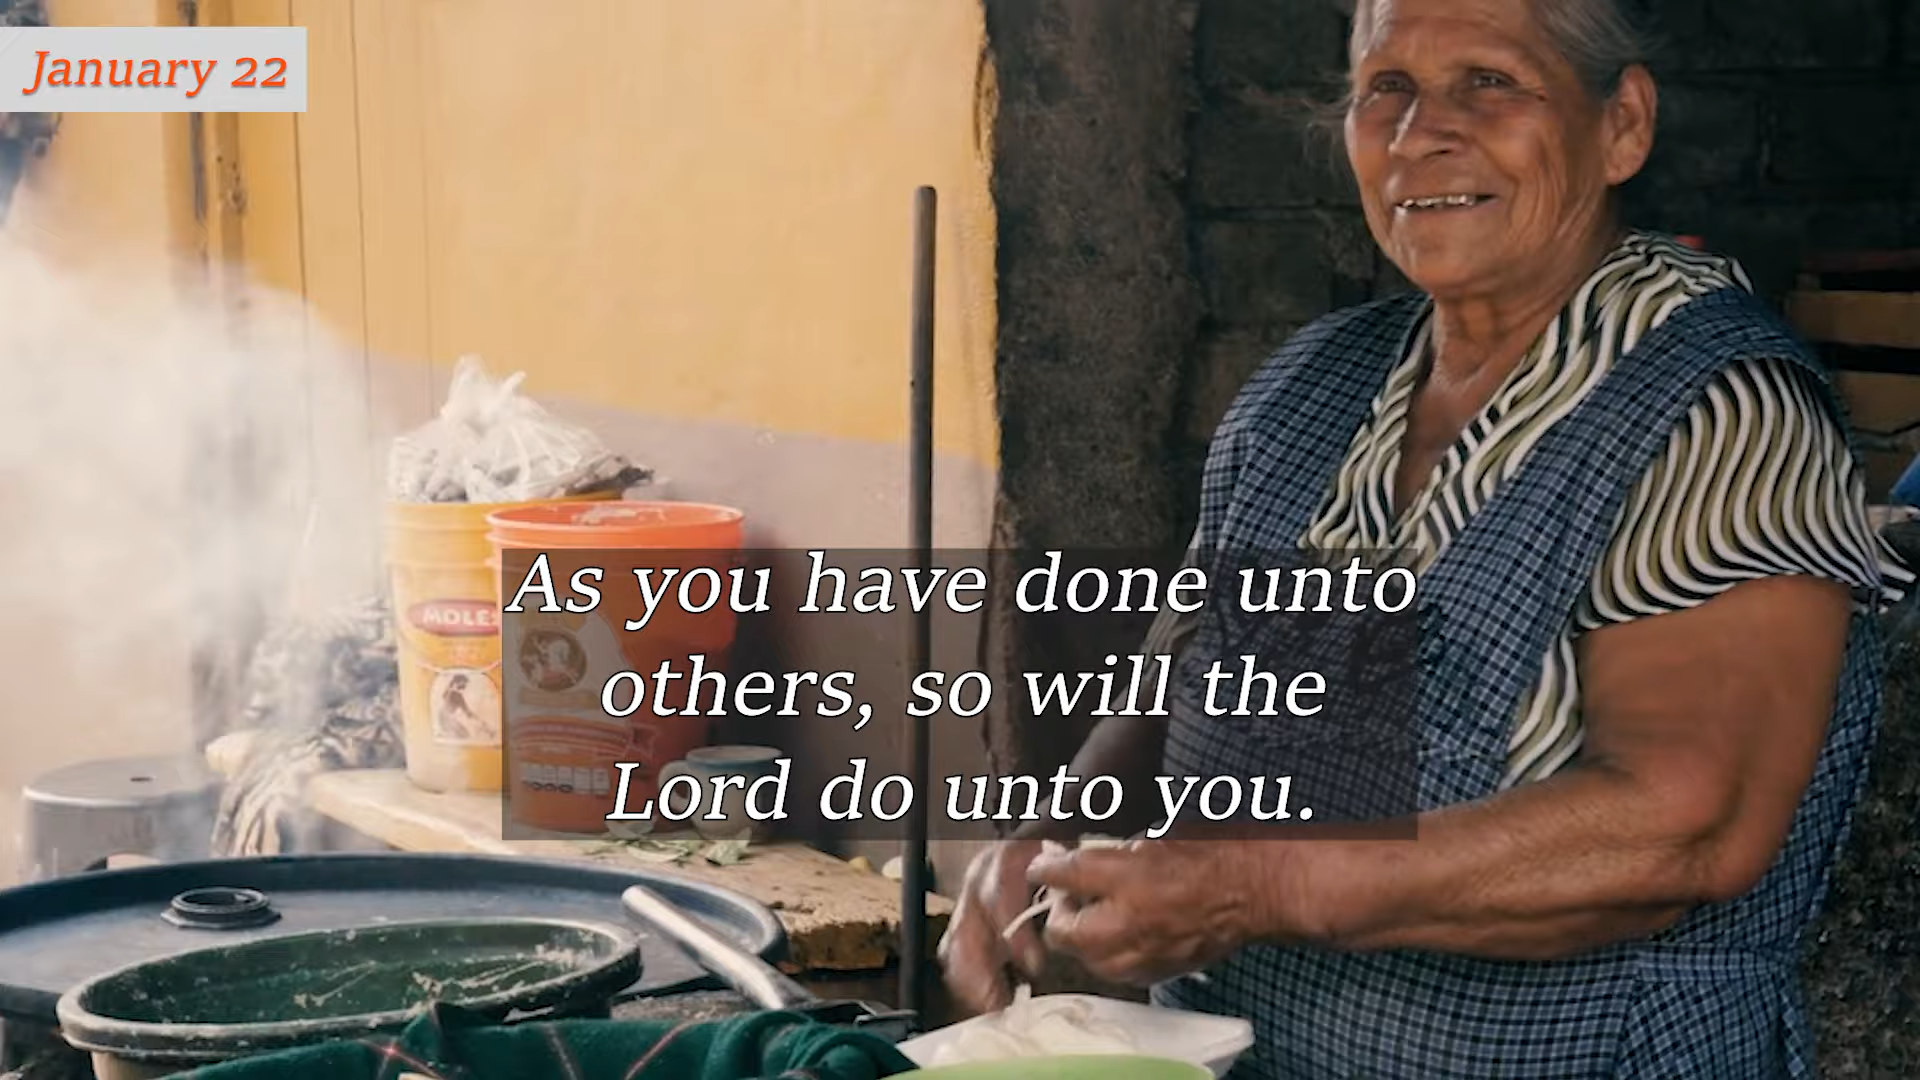 January 22
MOLES
As you have done unto
others, so will the
Lord do unto you.